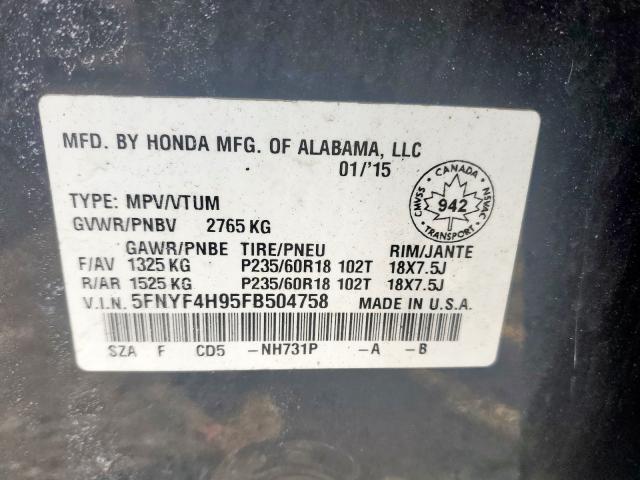 MFD. BY HONDA MFG. OF ALABAMA, LLC
01/'15
TYPE: MPV/VTUM
GVWR/PNBV 2765 KG
CANADA
CMVSS 942 NSVAC
TRANSPORT
GAWR/PNBE TIRE/PNEU RIM/JANTE
F/AV 1325 KG P235/60R18 102T 18X7.5J
R/AR 1525 KG P235/60R18 102T 18X7.5J
V.I.N. 5FNYF4H95FB504758 MADE IN U.S.A.
SZA F CD5 -NH731P -A -B